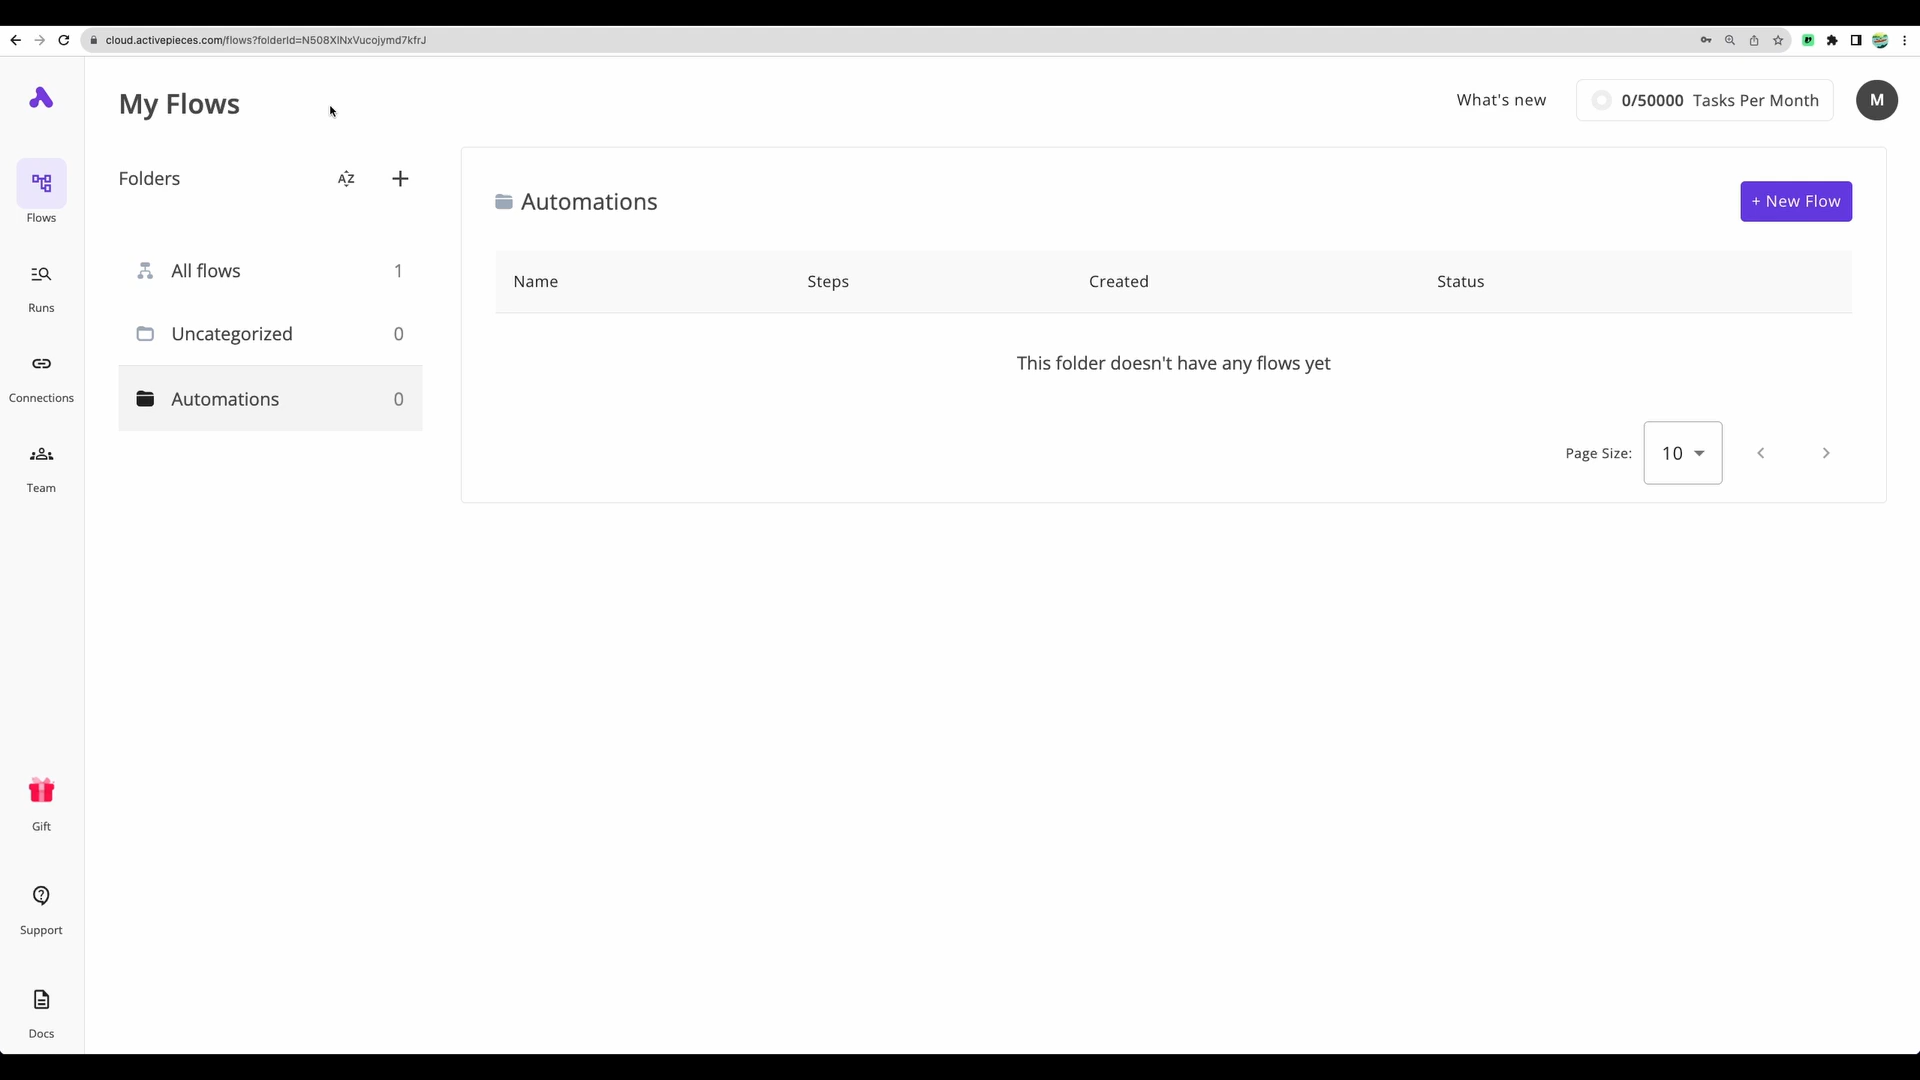 cloud.activepieces.com/flows?folderId=N508XlNxVucojymd7kfrJ
My Flows
What's new
0/50000 Tasks Per Month
M
Folders
AZ
Flows
Runs
Connections
Team
Gift
Support
Docs
All flows 1
Uncategorized 0
Automations 0
Automations
+ New Flow
Name Steps Created Status
This folder doesn't have any flows yet
Page Size: 10